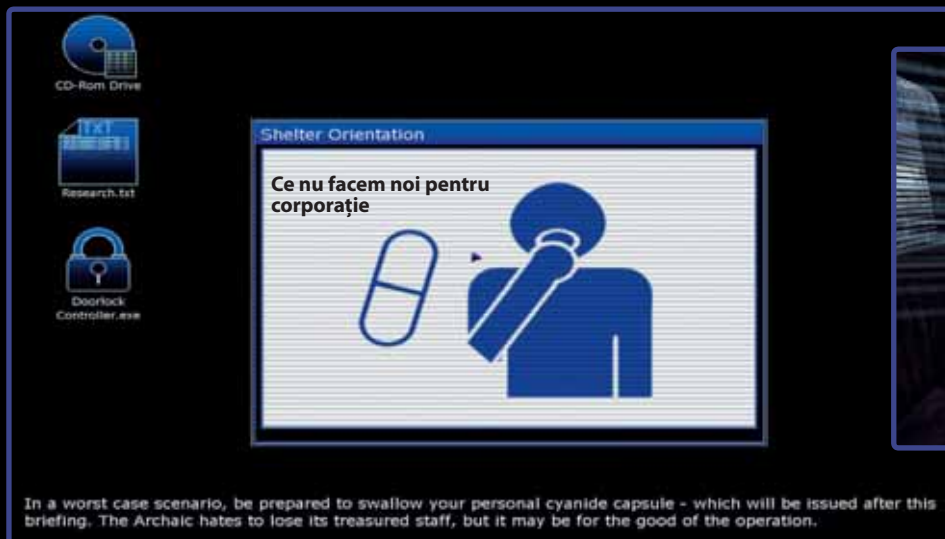 CD-Rom Drive
TXT
Research.txt
Doorlock
Controller.exe
Shelter Orientation
Ce nu facem noi pentru
corporație
In a worst case scenario, be prepared to swallow your personal cyanide capsule - which will be issued after this
briefing. The Archaic hates to lose its treasured staff, but it may be for the good of the operation.